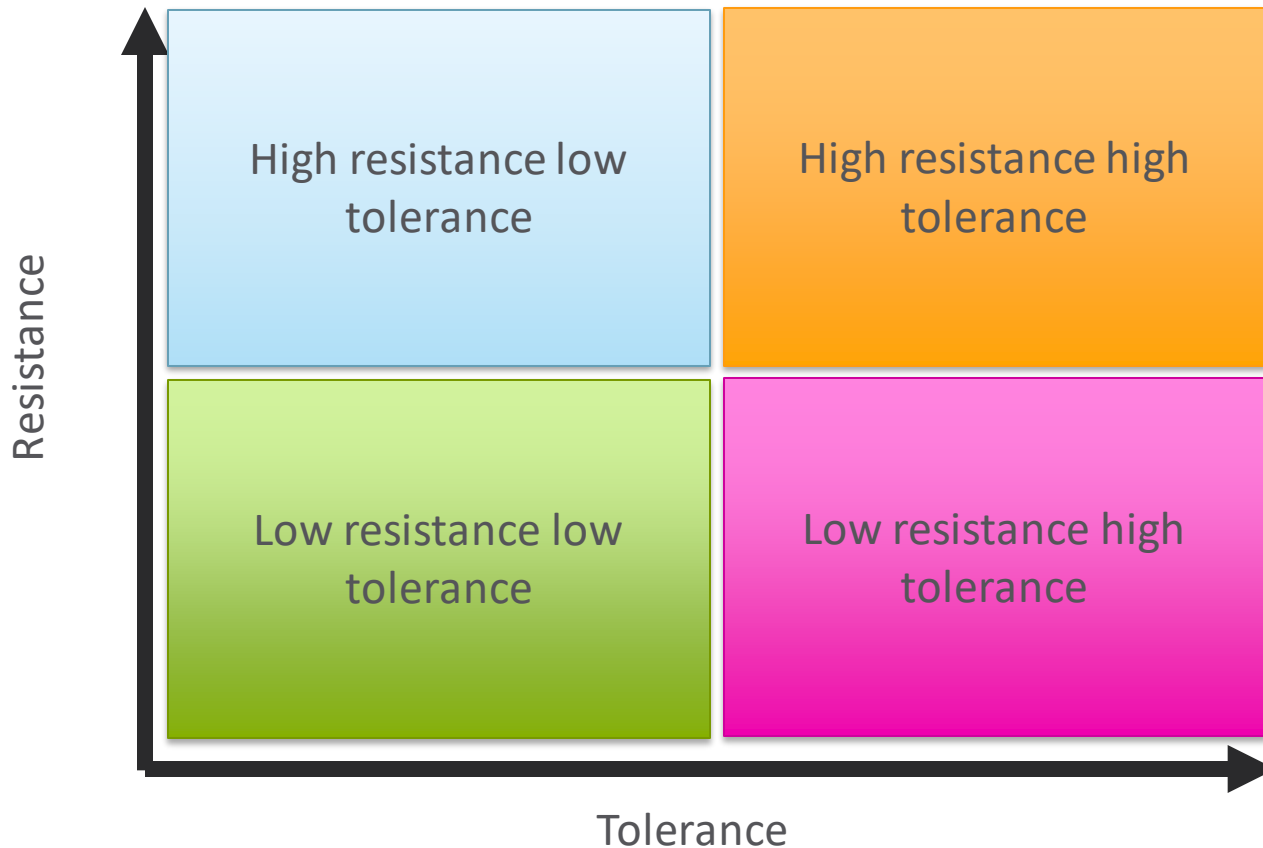 Resistance
High resistance low
tolerance
High resistance high
tolerance
Low resistance low
tolerance
Low resistance high
tolerance
Tolerance